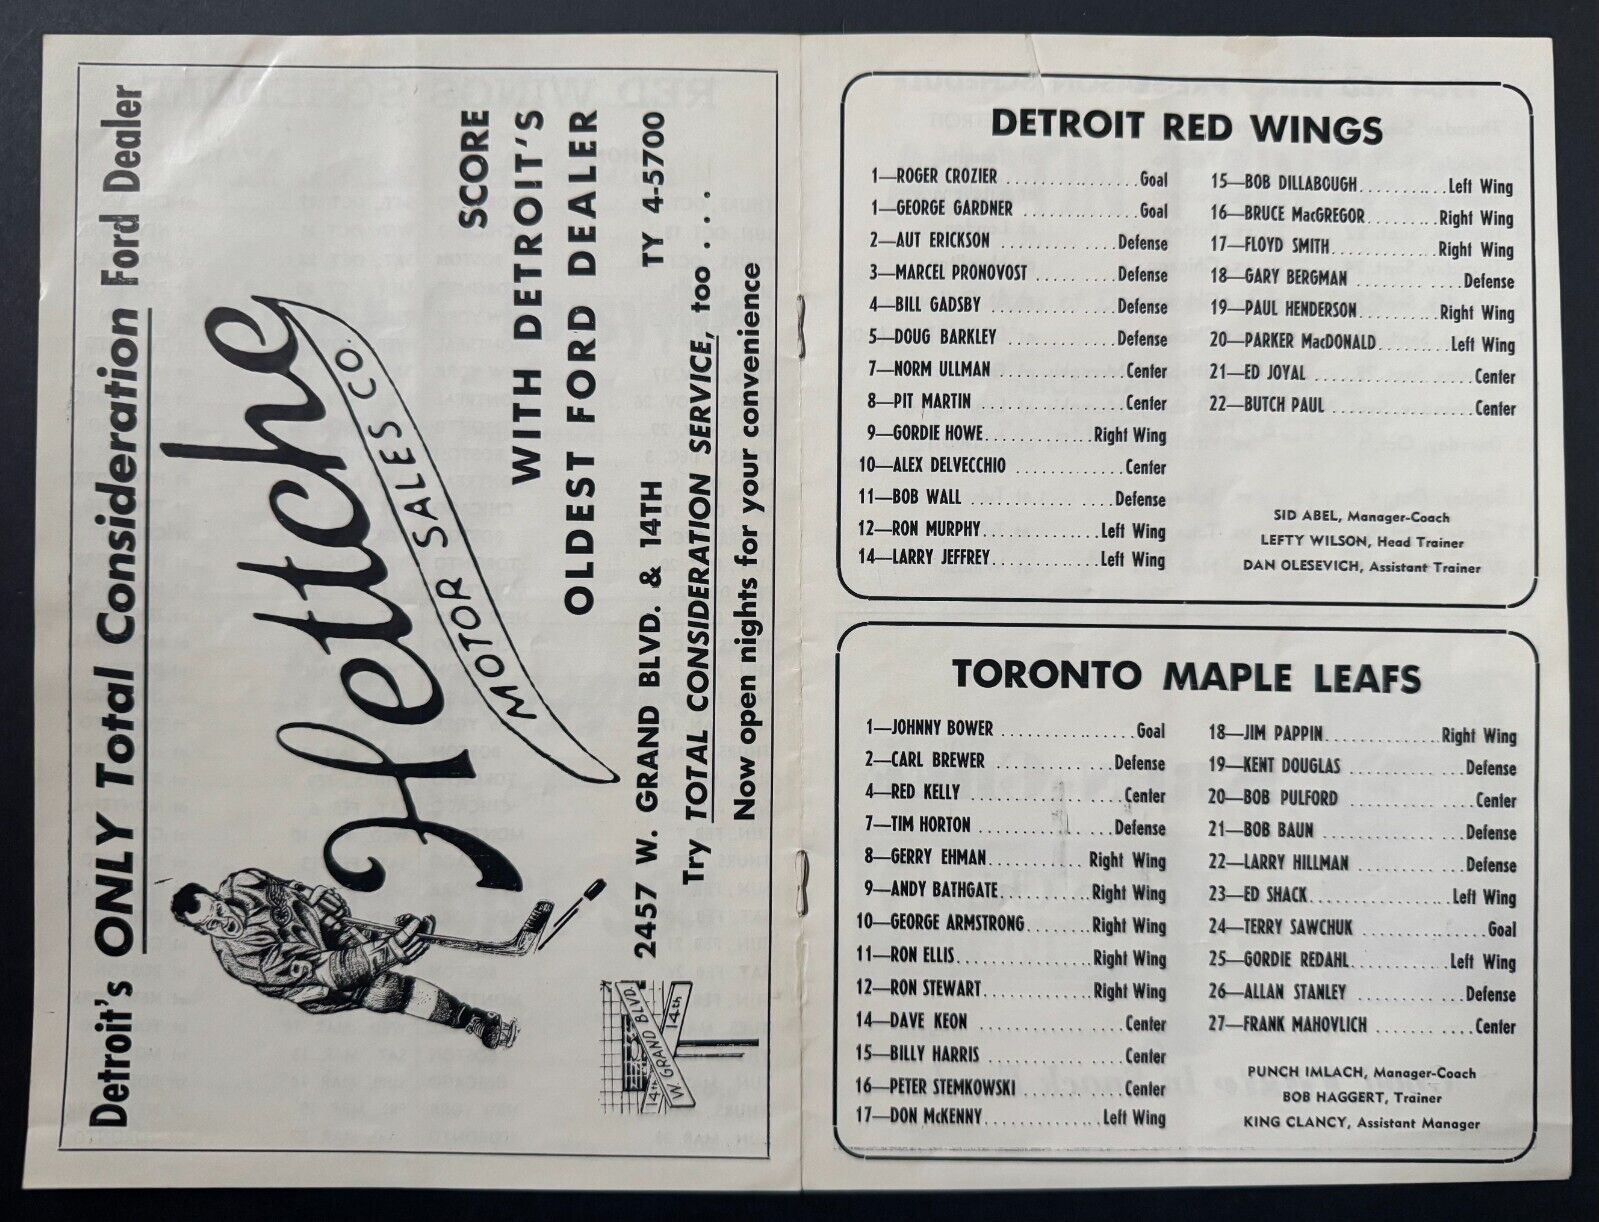 Detroit's ONLY Total Consideration Ford Dealer
Hettche
MOTOR SALES CO.
SCORE
WITH DETROIT'S
OLDEST FORD DEALER
2457 W. GRAND BLVD. & 14TH TY 4-5700
Try TOTAL CONSIDERATION SERVICE, too . . . .
Now open nights for your convenience
9
W. GRAND BLVD.
14th
14th
DETROIT RED WINGS
1—ROGER CROZIER Goal
1—GEORGE GARDNER Goal
2—AUT ERICKSON Defense
3—MARCEL PRONOVOST Defense
4—BILL GADSBY Defense
5—DOUG BARKLEY Defense
7—NORM ULLMAN Center
8—PIT MARTIN Center
9—GORDIE HOWE Right Wing
10—ALEX DELVECCHIO Center
11—BOB WALL Defense
12—RON MURPHY Left Wing
14—LARRY JEFFREY Left Wing
15—BOB DILLABOUGH Left Wing
16—BRUCE MacGREGOR Right Wing
17—FLOYD SMITH Right Wing
18—GARY BERGMAN Defense
19—PAUL HENDERSON Right Wing
20—PARKER MacDONALD Left Wing
21—ED JOYAL Center
22—BUTCH PAUL Center
SID ABEL, Manager-Coach
LEFTY WILSON, Head Trainer
DAN OLESEVICH, Assistant Trainer
TORONTO MAPLE LEAFS
1—JOHNNY BOWER Goal
2—CARL BREWER Defense
4—RED KELLY Center
7—TIM HORTON Defense
8—GERRY EHMAN Right Wing
9—ANDY BATHGATE Right Wing
10—GEORGE ARMSTRONG Right Wing
11—RON ELLIS Right Wing
12—RON STEWART Right Wing
14—DAVE KEON Center
15—BILLY HARRIS Center
16—PETER STEMKOWSKI Center
17—DON McKENNY Left Wing
18—JIM PAPPIN Right Wing
19—KENT DOUGLAS Defense
20—BOB PULFORD Center
21—BOB BAUN Defense
22—LARRY HILLMAN Defense
23—ED SHACK Left Wing
24—TERRY SAWCHUK Goal
25—GORDIE REDAHL Left Wing
26—ALLAN STANLEY Defense
27—FRANK MAHOVLICH Center
PUNCH IMLACH, Manager-Coach
BOB HAGGERT, Trainer
KING CLANCY, Assistant Manager